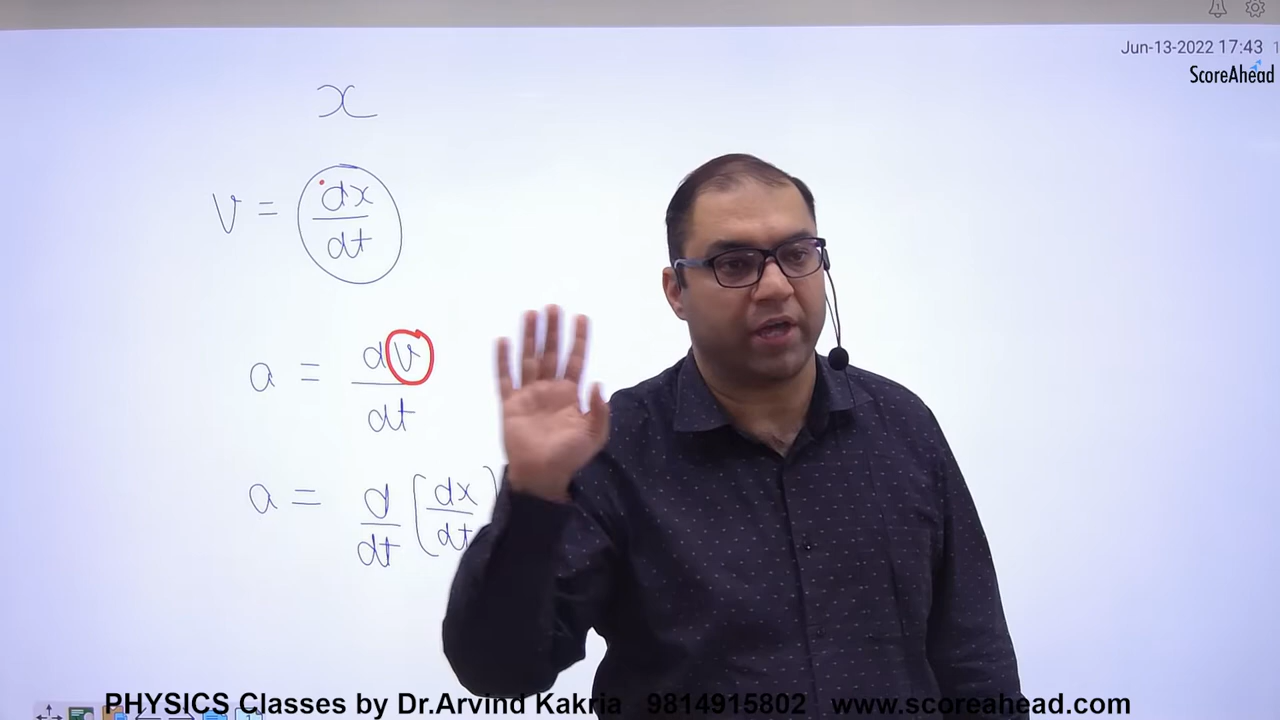 Jun-13-2022 17:43 1
ScoreAhead
x
v = dx/dt
a = dv/dt
a = d/dt (dx/dt)
PHYSICS Classes by Dr.Arvind Kakria 9814915802 www.scoreahead.com